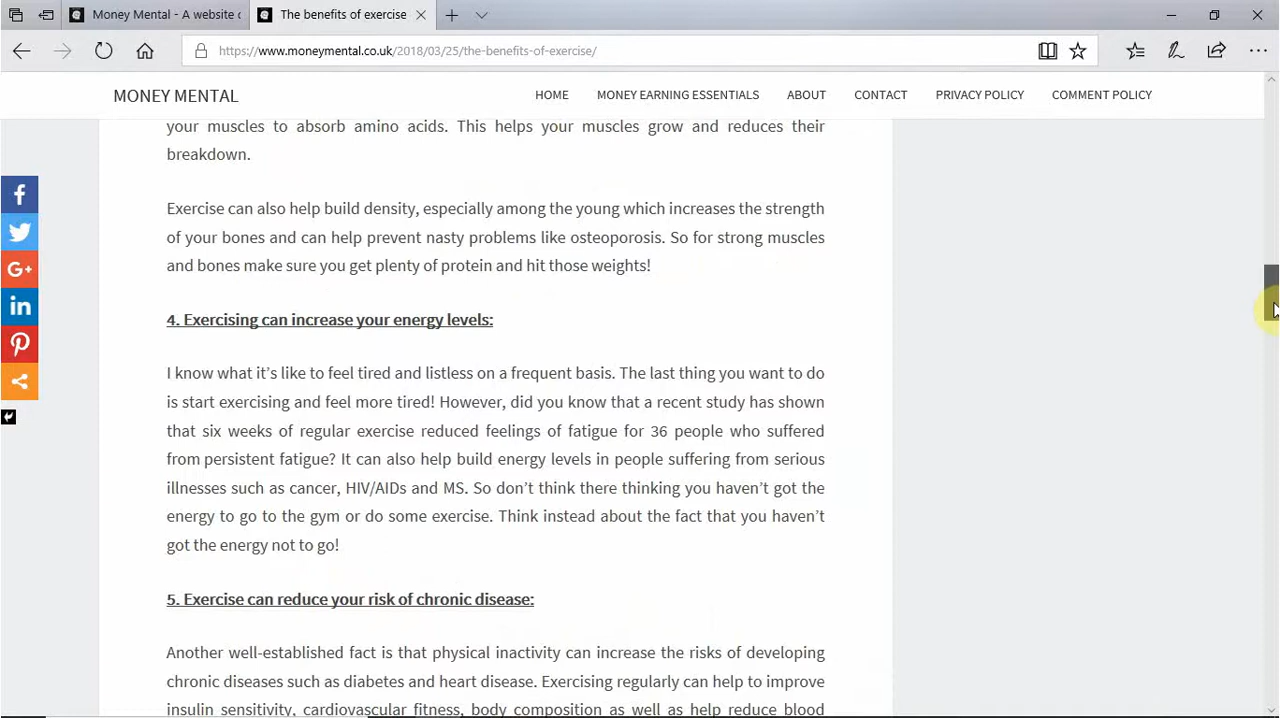 Money Mental - A website c
The benefits of exercise
https://www.moneymental.co.uk/2018/03/25/the-benefits-of-exercise/
MONEY MENTAL
HOME MONEY EARNING ESSENTIALS ABOUT CONTACT PRIVACY POLICY COMMENT POLICY
your muscles to absorb amino acids. This helps your muscles grow and reduces their
breakdown.
Exercise can also help build density, especially among the young which increases the strength
of your bones and can help prevent nasty problems like osteoporosis. So for strong muscles
and bones make sure you get plenty of protein and hit those weights!
4. Exercising can increase your energy levels:
I know what it’s like to feel tired and listless on a frequent basis. The last thing you want to do
is start exercising and feel more tired! However, did you know that a recent study has shown
that six weeks of regular exercise reduced feelings of fatigue for 36 people who suffered
from persistent fatigue? It can also help build energy levels in people suffering from serious
illnesses such as cancer, HIV/AIDs and MS. So don’t think there thinking you haven’t got the
energy to go to the gym or do some exercise. Think instead about the fact that you haven’t
got the energy not to go!
5. Exercise can reduce your risk of chronic disease:
Another well-established fact is that physical inactivity can increase the risks of developing
chronic diseases such as diabetes and heart disease. Exercising regularly can help to improve
insulin sensitivity, cardiovascular fitness, body composition as well as help reduce blood